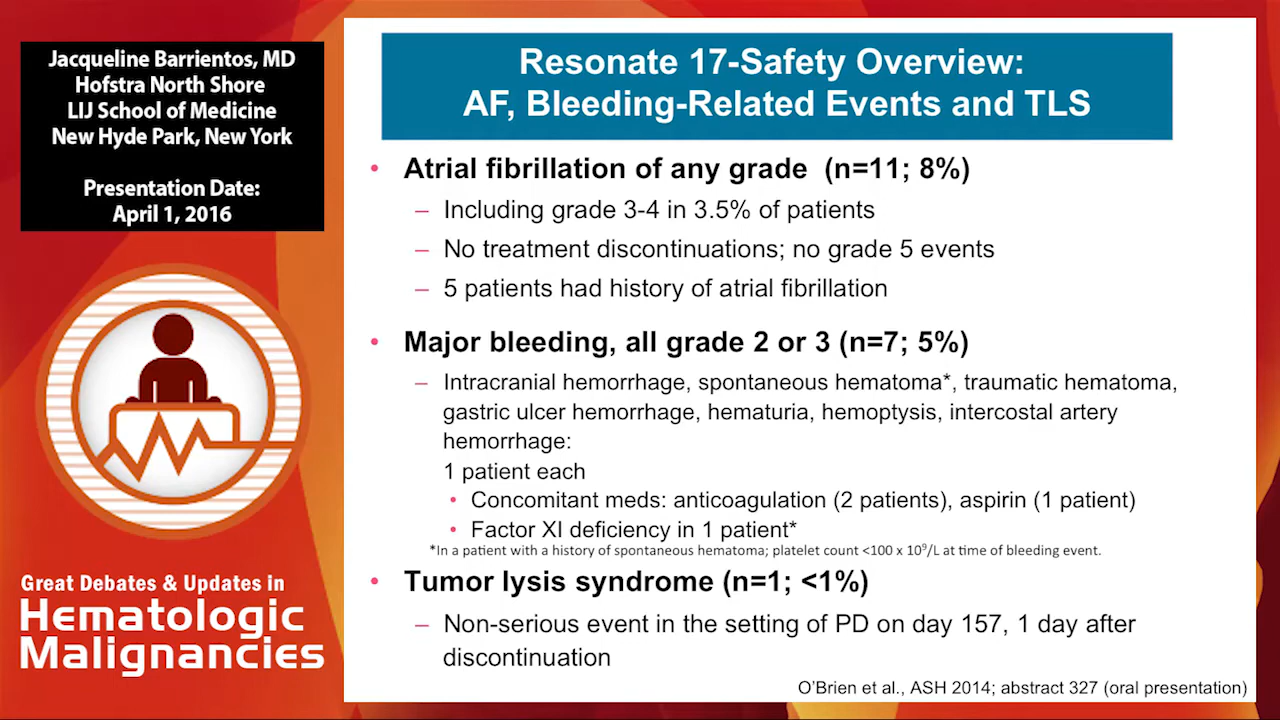 Jacqueline Barrientos, MD
Hofstra North Shore
LIJ School of Medicine
New Hyde Park, New York
Presentation Date:
April 1, 2016
Great Debates & Updates in
Hematologic
Malignancies
Resonate 17-Safety Overview:
AF, Bleeding-Related Events and TLS
• Atrial fibrillation of any grade (n=11; 8%)
– Including grade 3-4 in 3.5% of patients
– No treatment discontinuations; no grade 5 events
– 5 patients had history of atrial fibrillation
• Major bleeding, all grade 2 or 3 (n=7; 5%)
– Intracranial hemorrhage, spontaneous hematoma*, traumatic hematoma,
gastric ulcer hemorrhage, hematuria, hemoptysis, intercostal artery
hemorrhage:
1 patient each
• Concomitant meds: anticoagulation (2 patients), aspirin (1 patient)
• Factor XI deficiency in 1 patient*
*In a patient with a history of spontaneous hematoma; platelet count <100 x 10⁹/L at time of bleeding event.
• Tumor lysis syndrome (n=1; <1%)
– Non-serious event in the setting of PD on day 157, 1 day after
discontinuation
O'Brien et al., ASH 2014; abstract 327 (oral presentation)